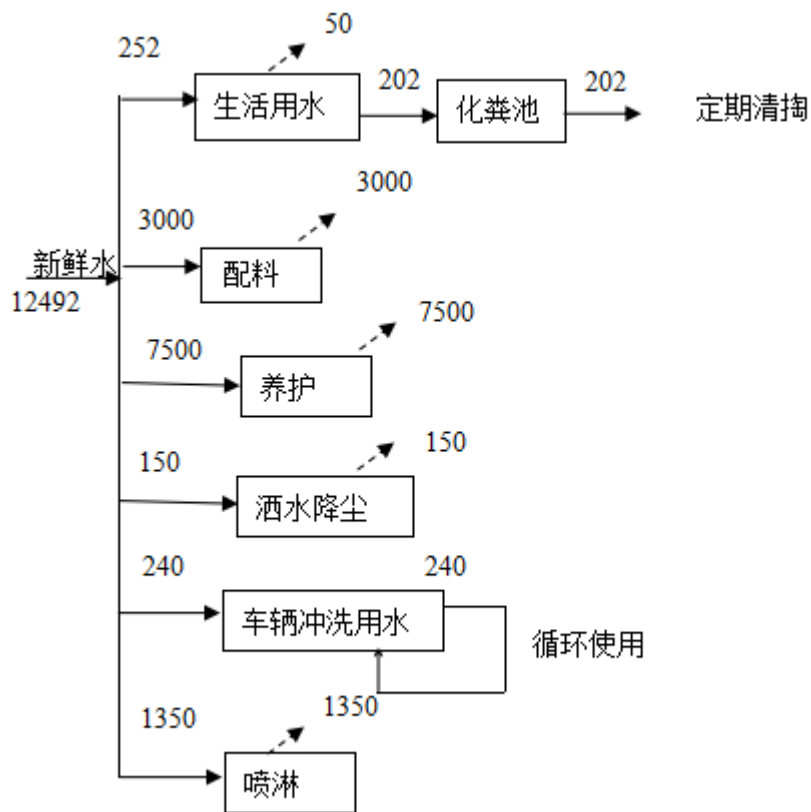 50
252
生活用水
202
化粪池
202
定期清掏
3000
3000
新鲜水
12492
配料
7500
7500
养护
150
150
洒水降尘
240
240
车辆冲洗用水
循环使用
1350
1350
喷淋